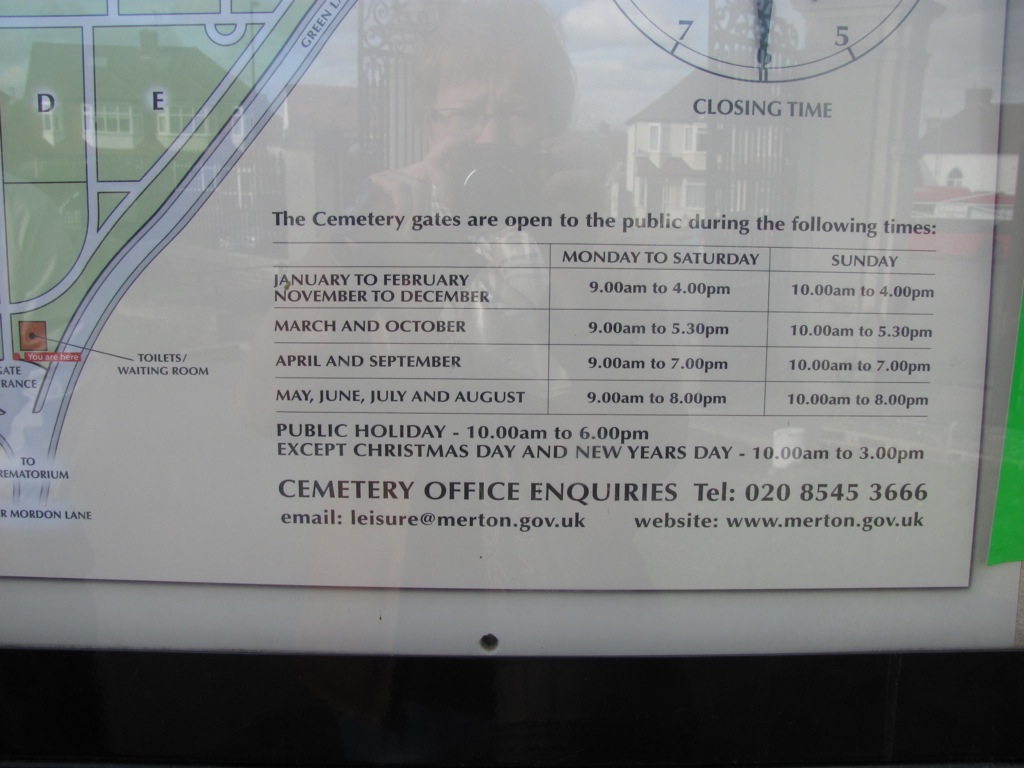 GREEN
D
E
7
6
5
CLOSING TIME
The Cemetery gates are open to the public during the following times:
MONDAY TO SATURDAY SUNDAY
JANUARY TO FEBRUARY
NOVEMBER TO DECEMBER 9.00am to 4.00pm 10.00am to 4.00pm
MARCH AND OCTOBER 9.00am to 5.30pm 10.00am to 5.30pm
APRIL AND SEPTEMBER 9.00am to 7.00pm 10.00am to 7.00pm
MAY, JUNE, JULY AND AUGUST 9.00am to 8.00pm 10.00am to 8.00pm
PUBLIC HOLIDAY - 10.00am to 6.00pm
EXCEPT CHRISTMAS DAY AND NEW YEARS DAY - 10.00am to 3.00pm
CEMETERY OFFICE ENQUIRIES Tel: 020 8545 3666
email: leisure@merton.gov.uk website: www.merton.gov.uk
You are here
TOILETS/
WAITING ROOM
TO
REMATORIUM
R MORDON LANE